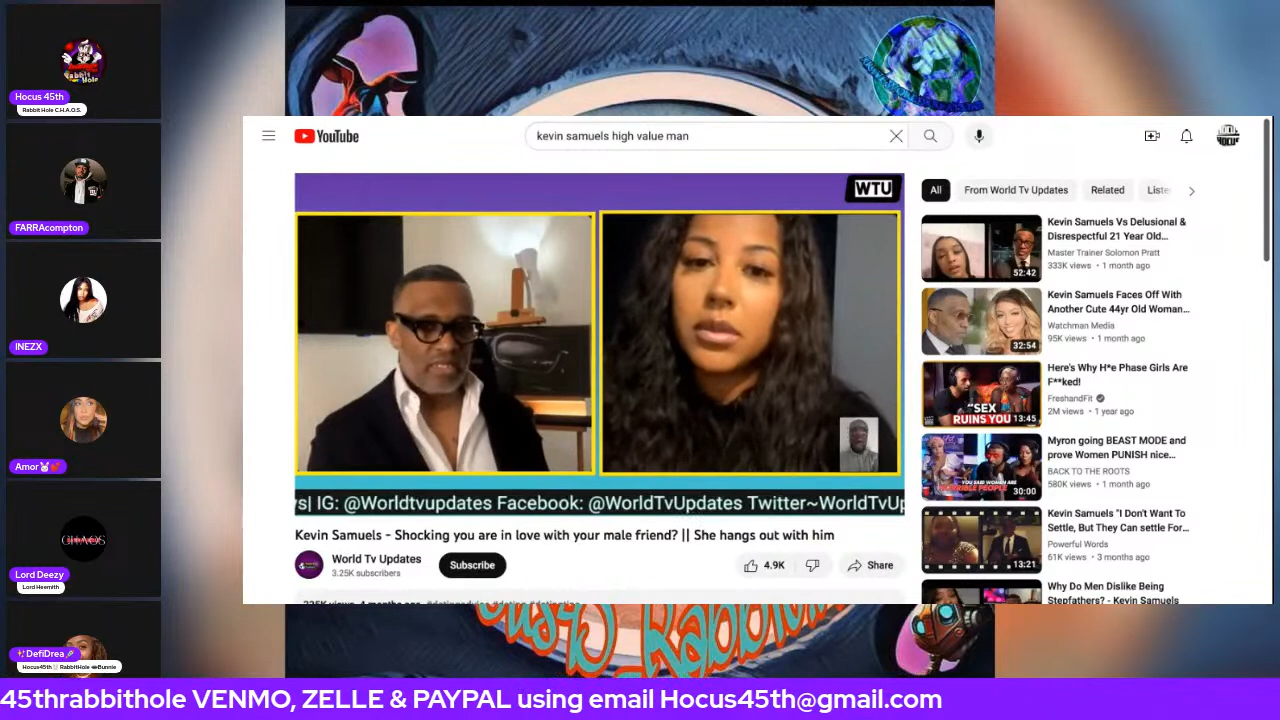 Hocus 45th
Rabbit Hole C.H.A.O.S.
FARRAcompton
INEZX
Amor🐰❤️
CHAOS
Lord Deezy
Lord Heemith
✨DefiDrea🪄
YouTube
kevin samuels high value man
WTU
vs| IG: @Worldtvupdates Facebook: @WorldTvUpdates Twitter~WorldTvUp
Kevin Samuels - Shocking you are in love with your male friend? || She hangs out with him
World Tv Updates
3.25K subscribers
Subscribe
4.9K
Share
All
From World Tv Updates
Related
Liste
Kevin Samuels Vs Delusional &
Disrespectful 21 Year Old...
Master Trainer Solomon Pratt
333K views • 1 month ago
52:42
Kevin Samuels Faces Off With
Another Cute 44yr Old Woman...
Watchman Media
95K views • 1 month ago
32:54
Here's Why H*e Phase Girls Are
F**ked!
FreshandFit
2M views • 1 year ago
"SEX
RUINS YOU
13:45
Myron going BEAST MODE and
prove Women PUNISH nice...
BACK TO THE ROOTS
580K views • 1 month ago
30:00
Kevin Samuels "I Don't Want To
Settle, But They Can settle For...
Powerful Words
61K views • 3 months ago
13:21
Why Do Men Dislike Being
Stepfathers? - Kevin Samuels
45thrabbithole VENMO, ZELLE & PAYPAL using email Hocus45th@gmail.com